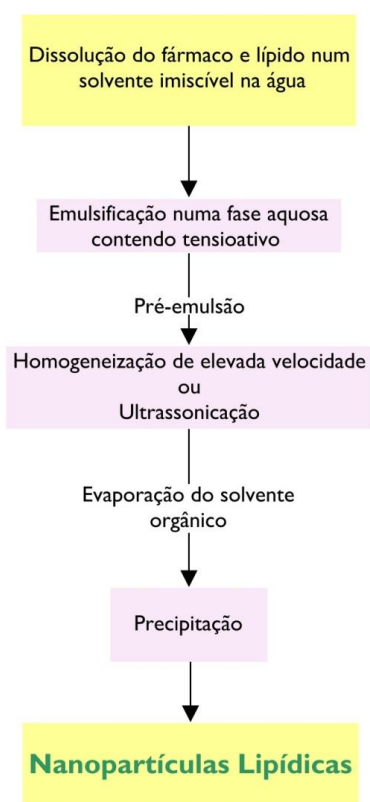 Dissolução do fármaco e lípido num
solvente imiscível na água
Emulsificação numa fase aquosa
contendo tensioativo
Pré-emulsão
Homogeneização de elevada velocidade
ou
Ultrassonicação
Evaporação do solvente
orgânico
Precipitação
Nanopartículas Lipídicas